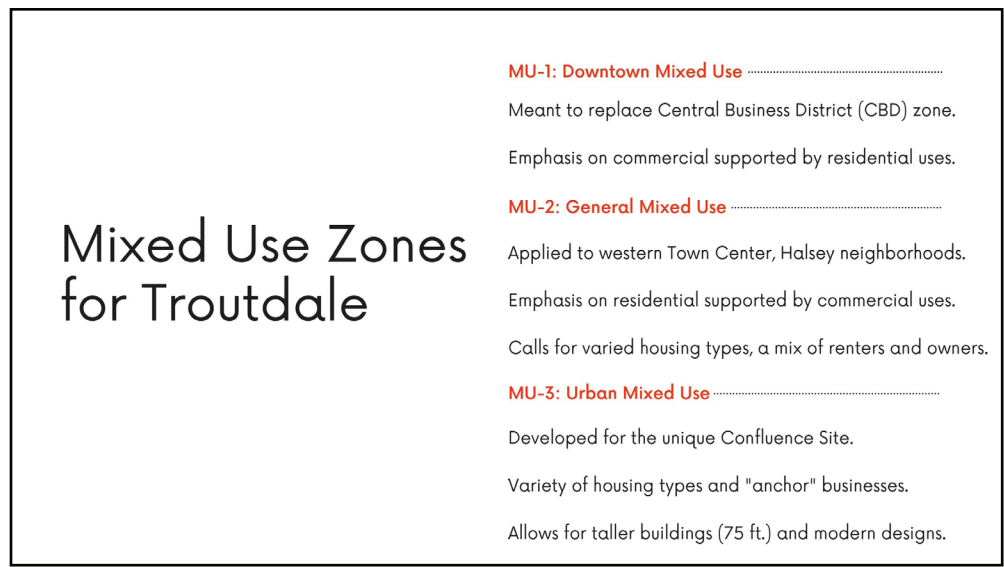 Mixed Use Zones
for Troutdale
MU-1: Downtown Mixed Use
Meant to replace Central Business District (CBD) zone.
Emphasis on commercial supported by residential uses.
MU-2: General Mixed Use
Applied to western Town Center, Halsey neighborhoods.
Emphasis on residential supported by commercial uses.
Calls for varied housing types, a mix of renters and owners.
MU-3: Urban Mixed Use
Developed for the unique Confluence Site.
Variety of housing types and "anchor" businesses.
Allows for taller buildings (75 ft.) and modern designs.